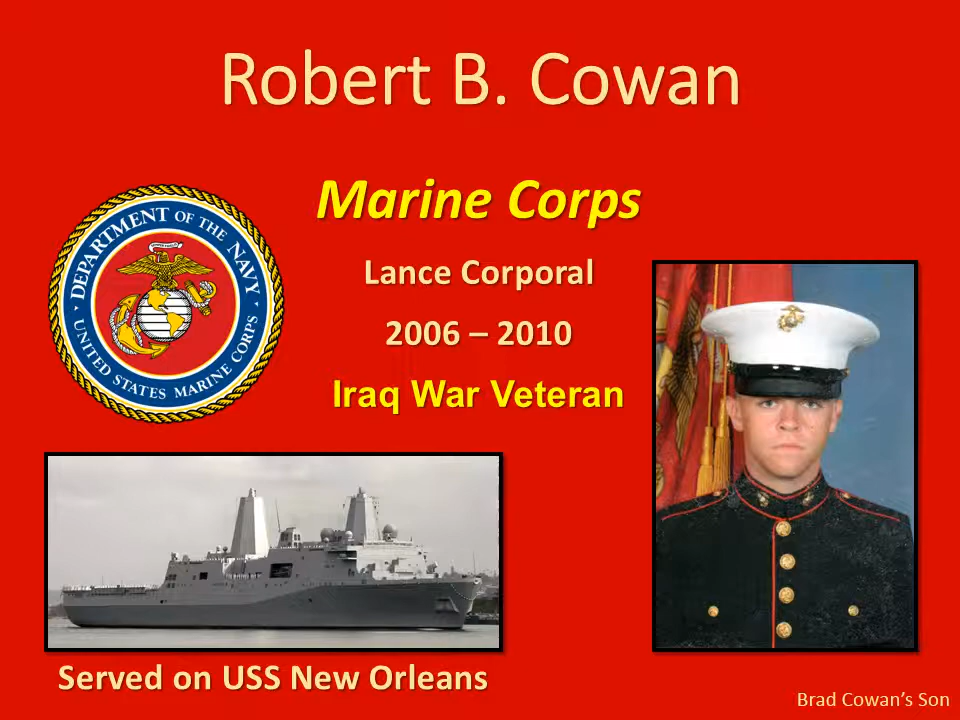 Robert B. Cowan
Marine Corps
DEPARTMENT OF THE NAVY
UNITED STATES MARINE CORPS
Lance Corporal
2006 – 2010
Iraq War Veteran
Served on USS New Orleans
Brad Cowan’s Son